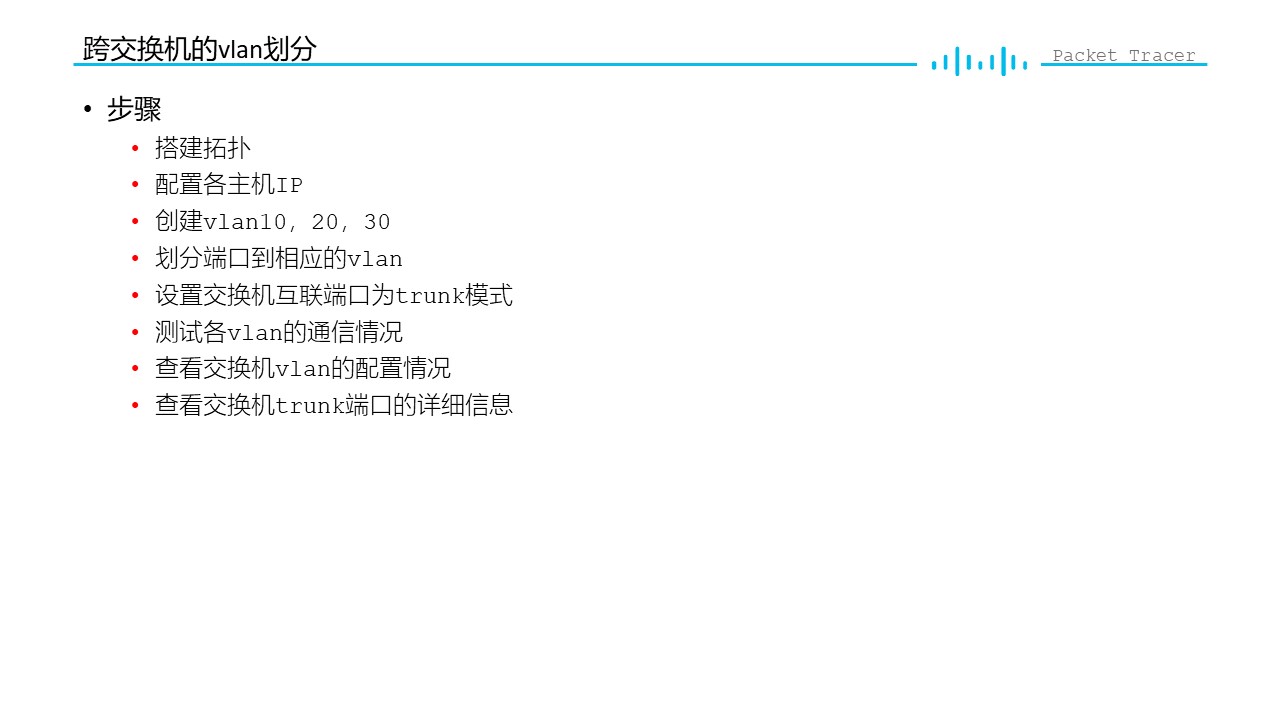 跨交换机的vlan划分
Packet Tracer
• 步骤
• 搭建拓扑
• 配置各主机IP
• 创建vlan10，20，30
• 划分端口到相应的vlan
• 设置交换机互联端口为trunk模式
• 测试各vlan的通信情况
• 查看交换机vlan的配置情况
• 查看交换机trunk端口的详细信息